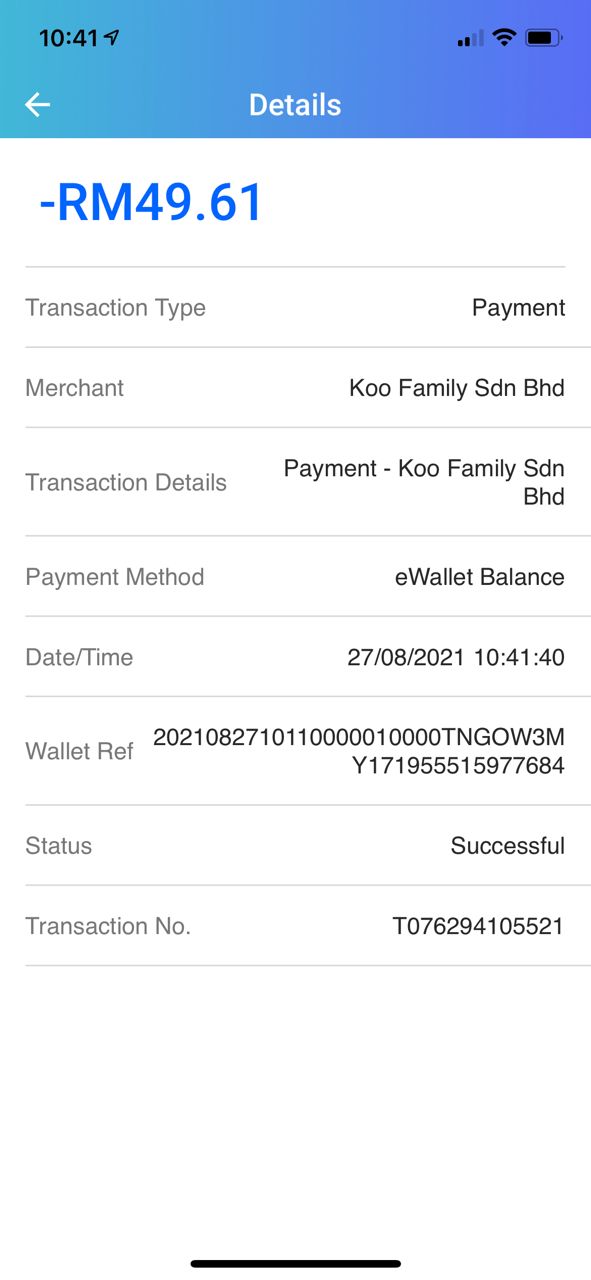 10:41
Details
-RM49.61
Transaction Type
Payment
Merchant
Koo Family Sdn Bhd
Transaction Details
Payment - Koo Family Sdn
Bhd
Payment Method
eWallet Balance
Date/Time
27/08/2021 10:41:40
Wallet Ref
2021082710110000010000TNGOW3M
Y171955515977684
Status
Successful
Transaction No.
T076294105521